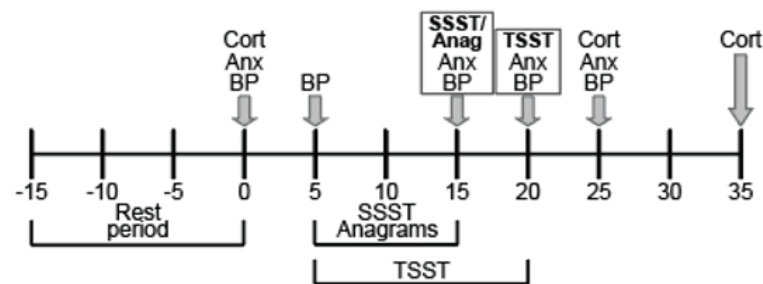 SSST/
Anag
Anx
BP
TSST
Anx
BP
Cort
Anx
BP
BP
Cort
Anx
BP
Cort
-15 -10 -5 0 5 10 15 20 25 30 35
Rest
period
SSST
Anagrams
TSST